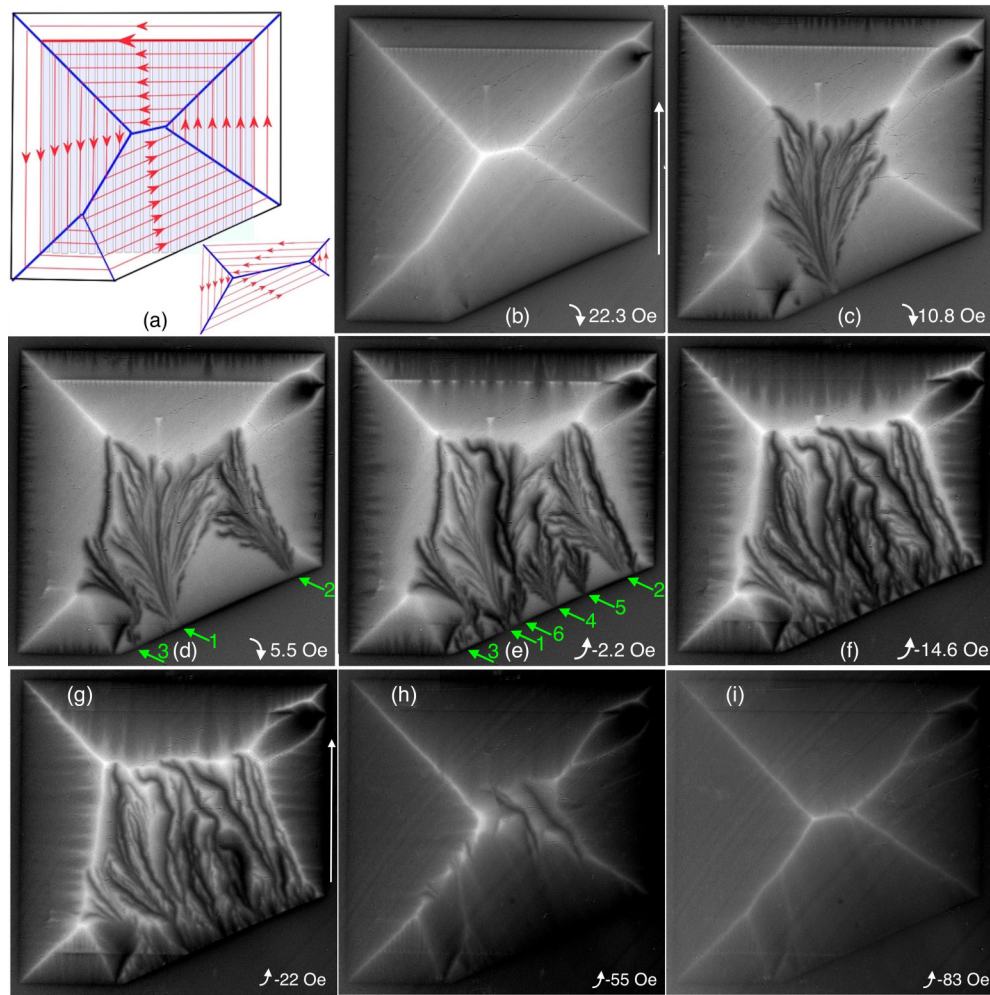 (a)
(b)
22.3 Oe
(c)
10.8 Oe
2
1
3
(d)
5.5 Oe
2
5
4
6
1
3
(e)
-2.2 Oe
(f)
-14.6 Oe
(g)
-22 Oe
(h)
-55 Oe
(i)
-83 Oe